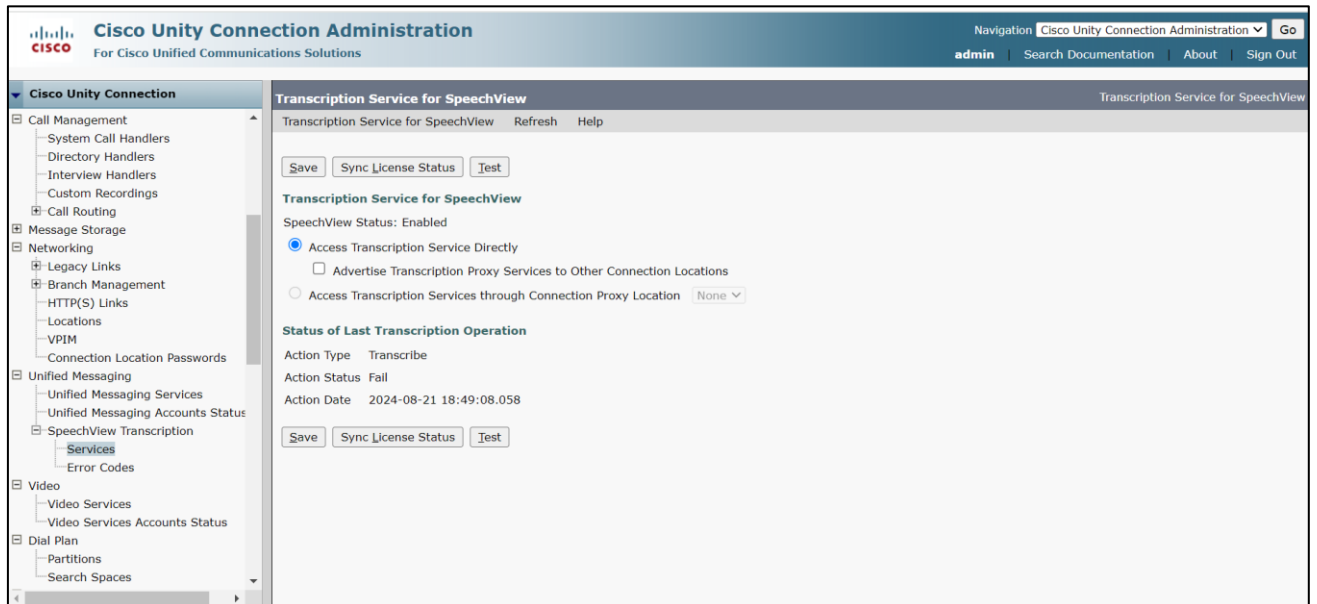 Cisco Unity Connection Administration
For Cisco Unified Communications Solutions
CISCO
Navigation Cisco Unity Connection Administration Go
admin | Search Documentation | About | Sign Out
Cisco Unity Connection
Call Management
System Call Handlers
Directory Handlers
Interview Handlers
Custom Recordings
Call Routing
Message Storage
Networking
Legacy Links
Branch Management
HTTP(S) Links
Locations
VPIM
Connection Location Passwords
Unified Messaging
Unified Messaging Services
Unified Messaging Accounts Status
SpeechView Transcription
Services
Error Codes
Video
Video Services
Video Services Accounts Status
Dial Plan
Partitions
Search Spaces
Transcription Service for SpeechView Transcription Service for SpeechView
Transcription Service for SpeechView Refresh Help
Save Sync License Status Test
Transcription Service for SpeechView
SpeechView Status: Enabled
Access Transcription Service Directly
Advertise Transcription Proxy Services to Other Connection Locations
Access Transcription Services through Connection Proxy Location None
Status of Last Transcription Operation
Action Type Transcribe
Action Status Fail
Action Date 2024-08-21 18:49:08.058
Save Sync License Status Test